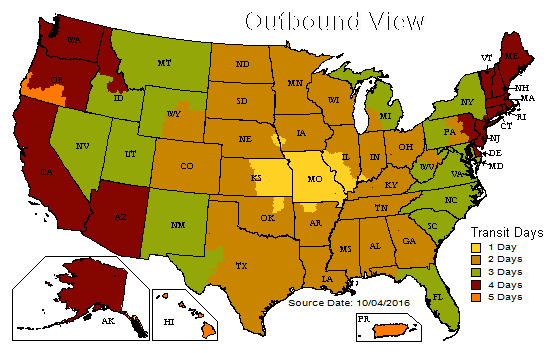 Outbound View
WA
MT
ND
MN
ME
VT
OR
ID
SD
WI
MI
NY
NH
MA
RI
CT
WY
NE
IA
PA
NJ
NV
UT
CO
IL
IN
OH
DE
MD
WV
VA
CA
KS
MO
KY
AZ
NM
OK
AR
TN
NC
SC
TX
LA
MS
AL
GA
FL
AK
HI
PR
Transit Days
1 Day
2 Days
3 Days
4 Days
5 Days
Source Date: 10/04/2016